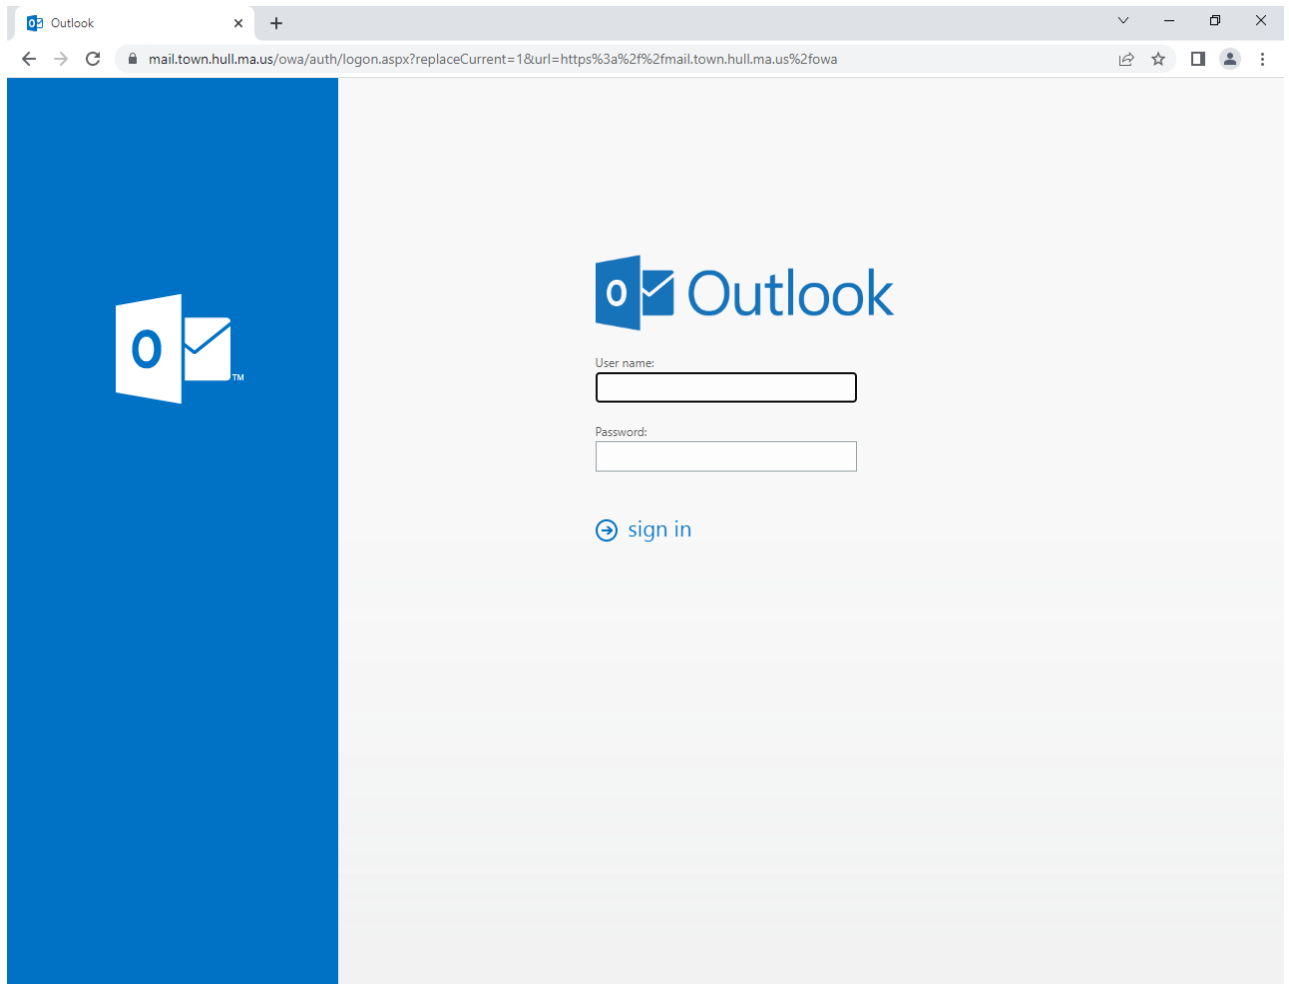 Outlook
mail.town.hull.ma.us/owa/auth/logon.aspx?replaceCurrent=1&url=https%3a%2f%2fmail.town.hull.ma.us%2fowa
o Outlook
User name:
O TM
Password:
sign in